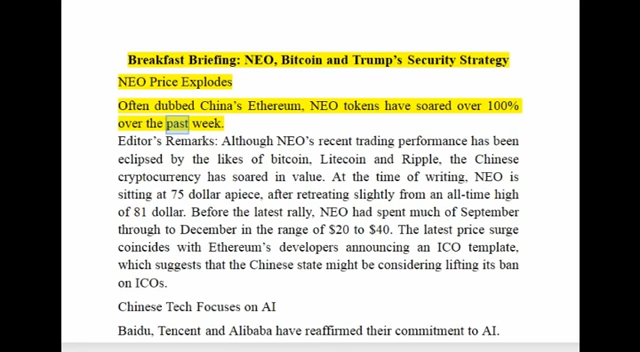 Breakfast Briefing: NEO, Bitcoin and Trump's Security Strategy
NEO Price Explodes
Often dubbed China's Ethereum, NEO tokens have soared over 100%
over the past week.
Editor's Remarks: Although NEO's recent trading performance has been
eclipsed by the likes of bitcoin, Litecoin and Ripple, the Chinese
cryptocurrency has soared in value. At the time of writing, NEO is
sitting at 75 dollar apiece, after retreating slightly from an all-time high
of 81 dollar. Before the latest rally, NEO had spent much of September
through to December in the range of $20 to $40. The latest price surge
coincides with Ethereum's developers announcing an ICO template,
which suggests that the Chinese state might be considering lifting its ban
on ICOs.
Chinese Tech Focuses on AI
Baidu, Tencent and Alibaba have reaffirmed their commitment to AI.